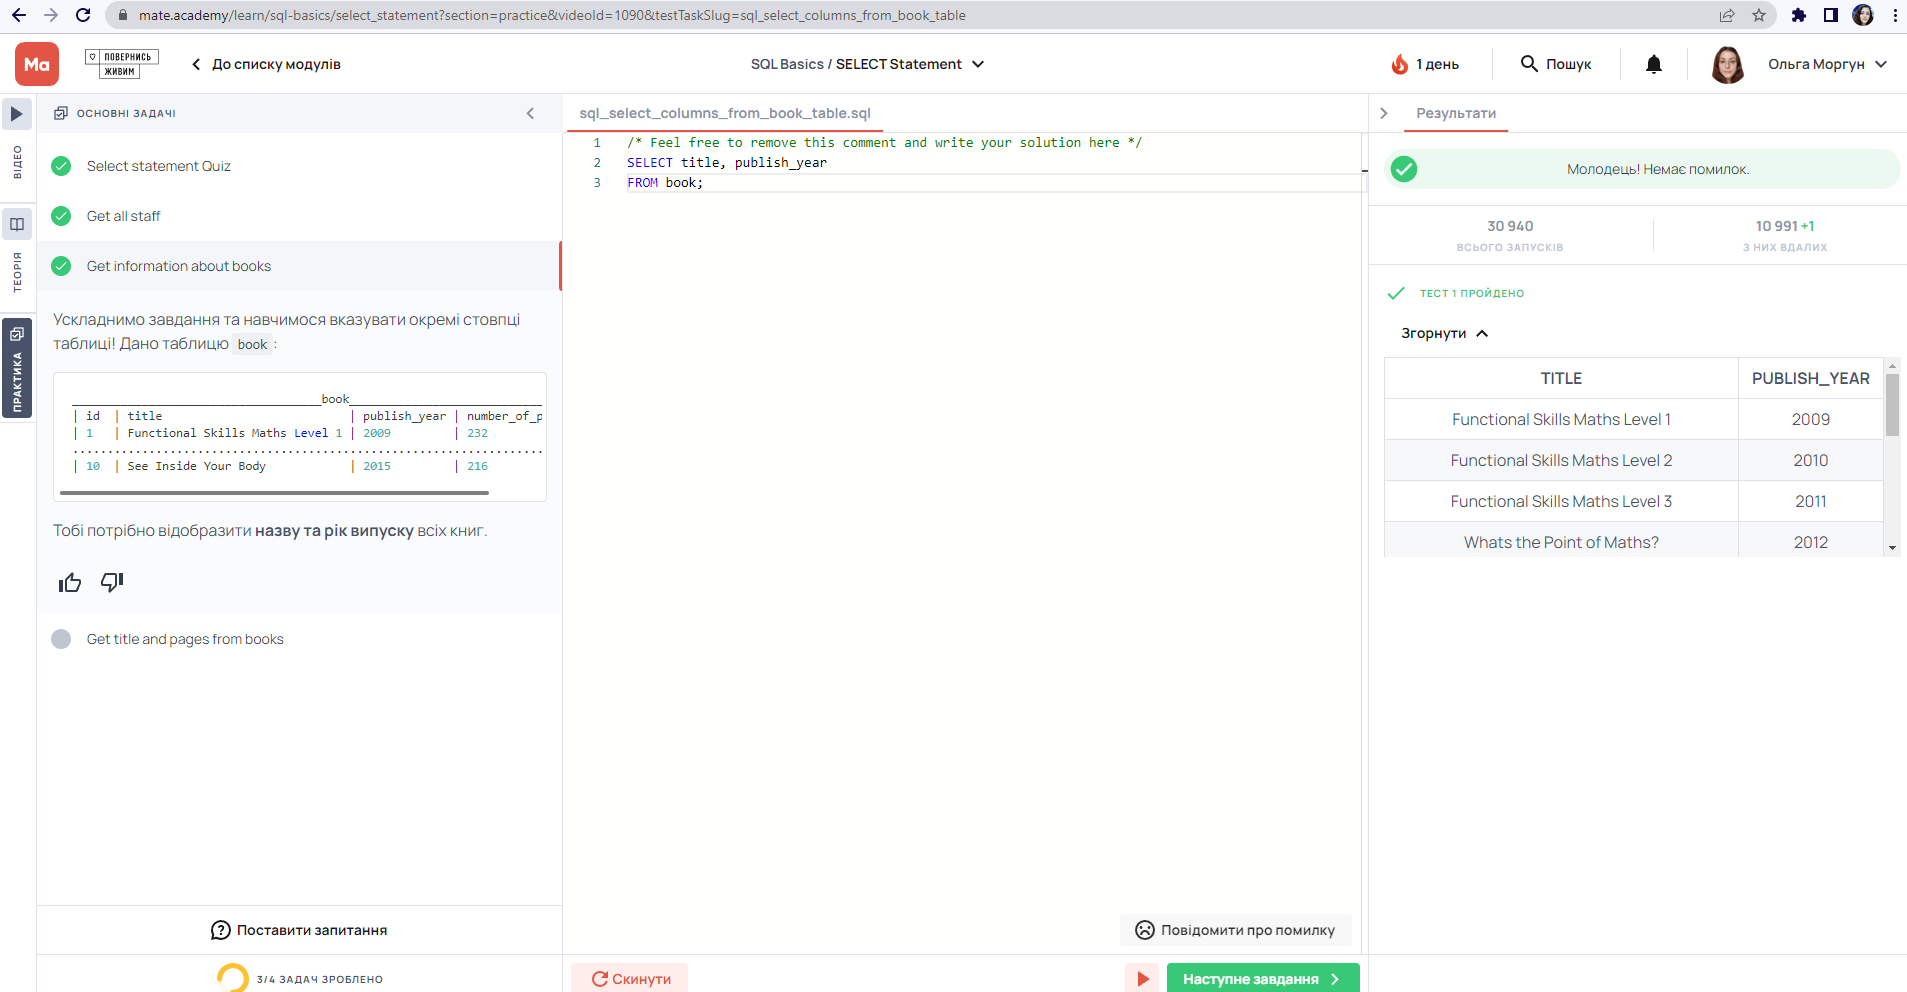 mate.academy/learn/sql-basics/select_statement?section=practice&videoId=1090&testTaskSlug=sql_select_columns_from_book_table
Ma
ПОВЕРНИСЬ
ЖИВИМ
До списку модулів
SQL Basics / SELECT Statement
1 день
Пошук
Ольга Моргун
ВІДЕО
ТЕОРІЯ
ПРАКТИКА
ОСНОВНІ ЗАДАЧІ
Select statement Quiz
Get all staff
Get information about books
Ускладнимо завдання та навчимося вказувати окремі стовпці
таблиці! Дано таблицю book :
____________________________________book____________________________
| id | title | publish_year | number_of_p
| 1 | Functional Skills Maths Level 1 | 2009 | 232
....................................................................
| 10 | See Inside Your Body | 2015 | 216
Тобі потрібно відобразити назву та рік випуску всіх книг.
Get title and pages from books
Поставити запитання
3/4 ЗАДАЧ ЗРОБЛЕНО
sql_select_columns_from_book_table.sql
1 /* Feel free to remove this comment and write your solution here */
2 SELECT title, publish_year
3 FROM book;
Повідомити про помилку
Скинути
Наступне завдання
Результати
Молодець! Немає помилок.
30 940
ВСЬОГО ЗАПУСКІВ
10 991 +1
З НИХ ВДАЛИХ
ТЕСТ 1 ПРОЙДЕНО
Згорнути
TITLE PUBLISH_YEAR
Functional Skills Maths Level 1 2009
Functional Skills Maths Level 2 2010
Functional Skills Maths Level 3 2011
Whats the Point of Maths? 2012